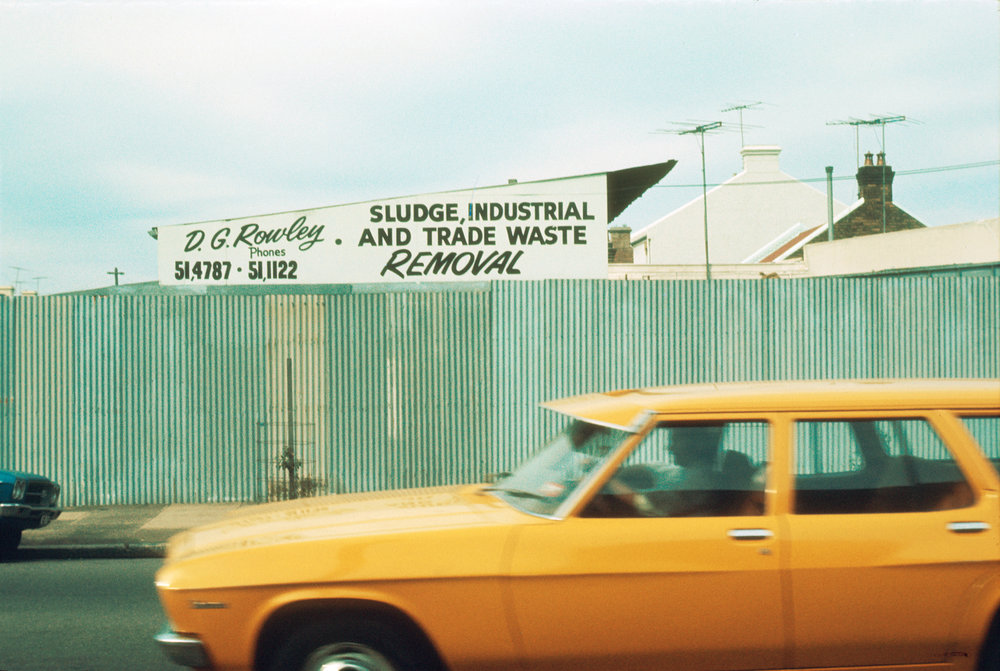 D. G. Rowley
Phones
51,4787 · 51,1122
. SLUDGE, INDUSTRIAL
AND TRADE WASTE
REMOVAL